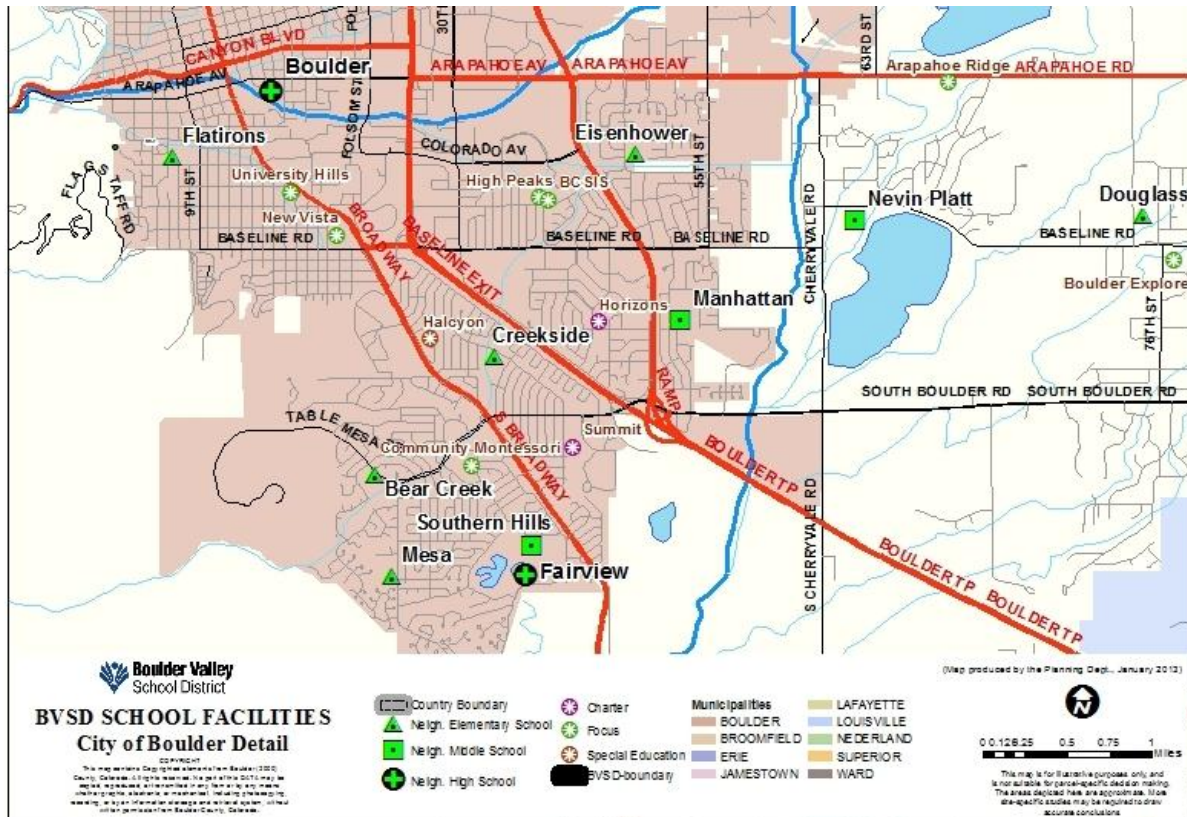 CANYON BLVD
FOLSOM ST
30TH
63RD ST
Boulder
ARAPAHOE AV
ARAPAHOE AV
ARAPAHOE AV
Arapahoe Ridge
ARAPAHOE RD
Flatirons
COLORADO AV
Eisenhower
55TH ST
FLAGSTAFF RD
9TH ST
University Hills
High Peaks
BCSIS
CHERRYVALE RD
Nevin Platt
Douglass
New Vista
BROADWAY
BASELINE RD
BASELINE RD
BASELINE RD
BASELINE RD
BASELINE EXIT
Boulder Explore
Horizons
Manhattan
Halcyon
Creekside
76TH ST
RAMP
SOUTH BOULDER RD
SOUTH BOULDER RD
TABLE MESA
Summit
Community Montessori
S BROADWAY
BOULDER TP
Bear Creek
S CHERRYVALE RD
Southern Hills
Mesa
Fairview
BOULDER TP
BOULDER TP
Boulder Valley
School District
BVSD SCHOOL FACILITIES
City of Boulder Detail
COPYRIGHT
Country Boundary
Neigh. Elementary School
Neigh. Middle School
Neigh. High School
Charter
Focus
Special Education
BVSD-boundary
Municipalities
BOULDER
BROOMFIELD
ERIE
JAMESTOWN
LAFAYETTE
LOUISVILLE
NEDERLAND
SUPERIOR
WARD
(Map produced by the Planning Dept., January 2013)
N
0 0.125.25 0.5 0.75 1
Miles
This map is for illustrative purposes only, and
is not suitable for parcel-specific decision making.
The areas depicted here are approximate. More
site-specific studies may be required to draw
accurate conclusions